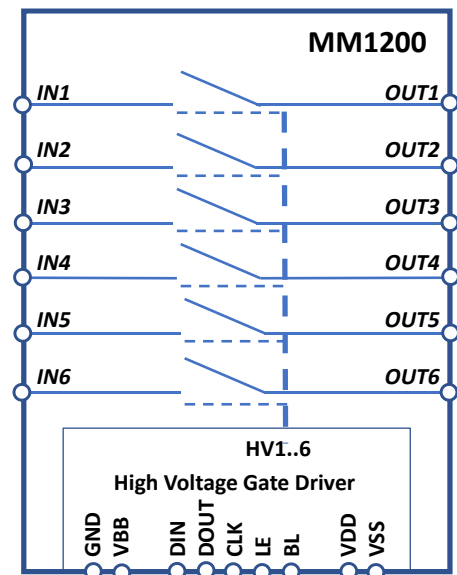 MM1200
IN1 OUT1
IN2 OUT2
IN3 OUT3
IN4 OUT4
IN5 OUT5
IN6 OUT6
HV1..6
High Voltage Gate Driver
GND VBB DIN DOUT CLK LE BL VDD VSS